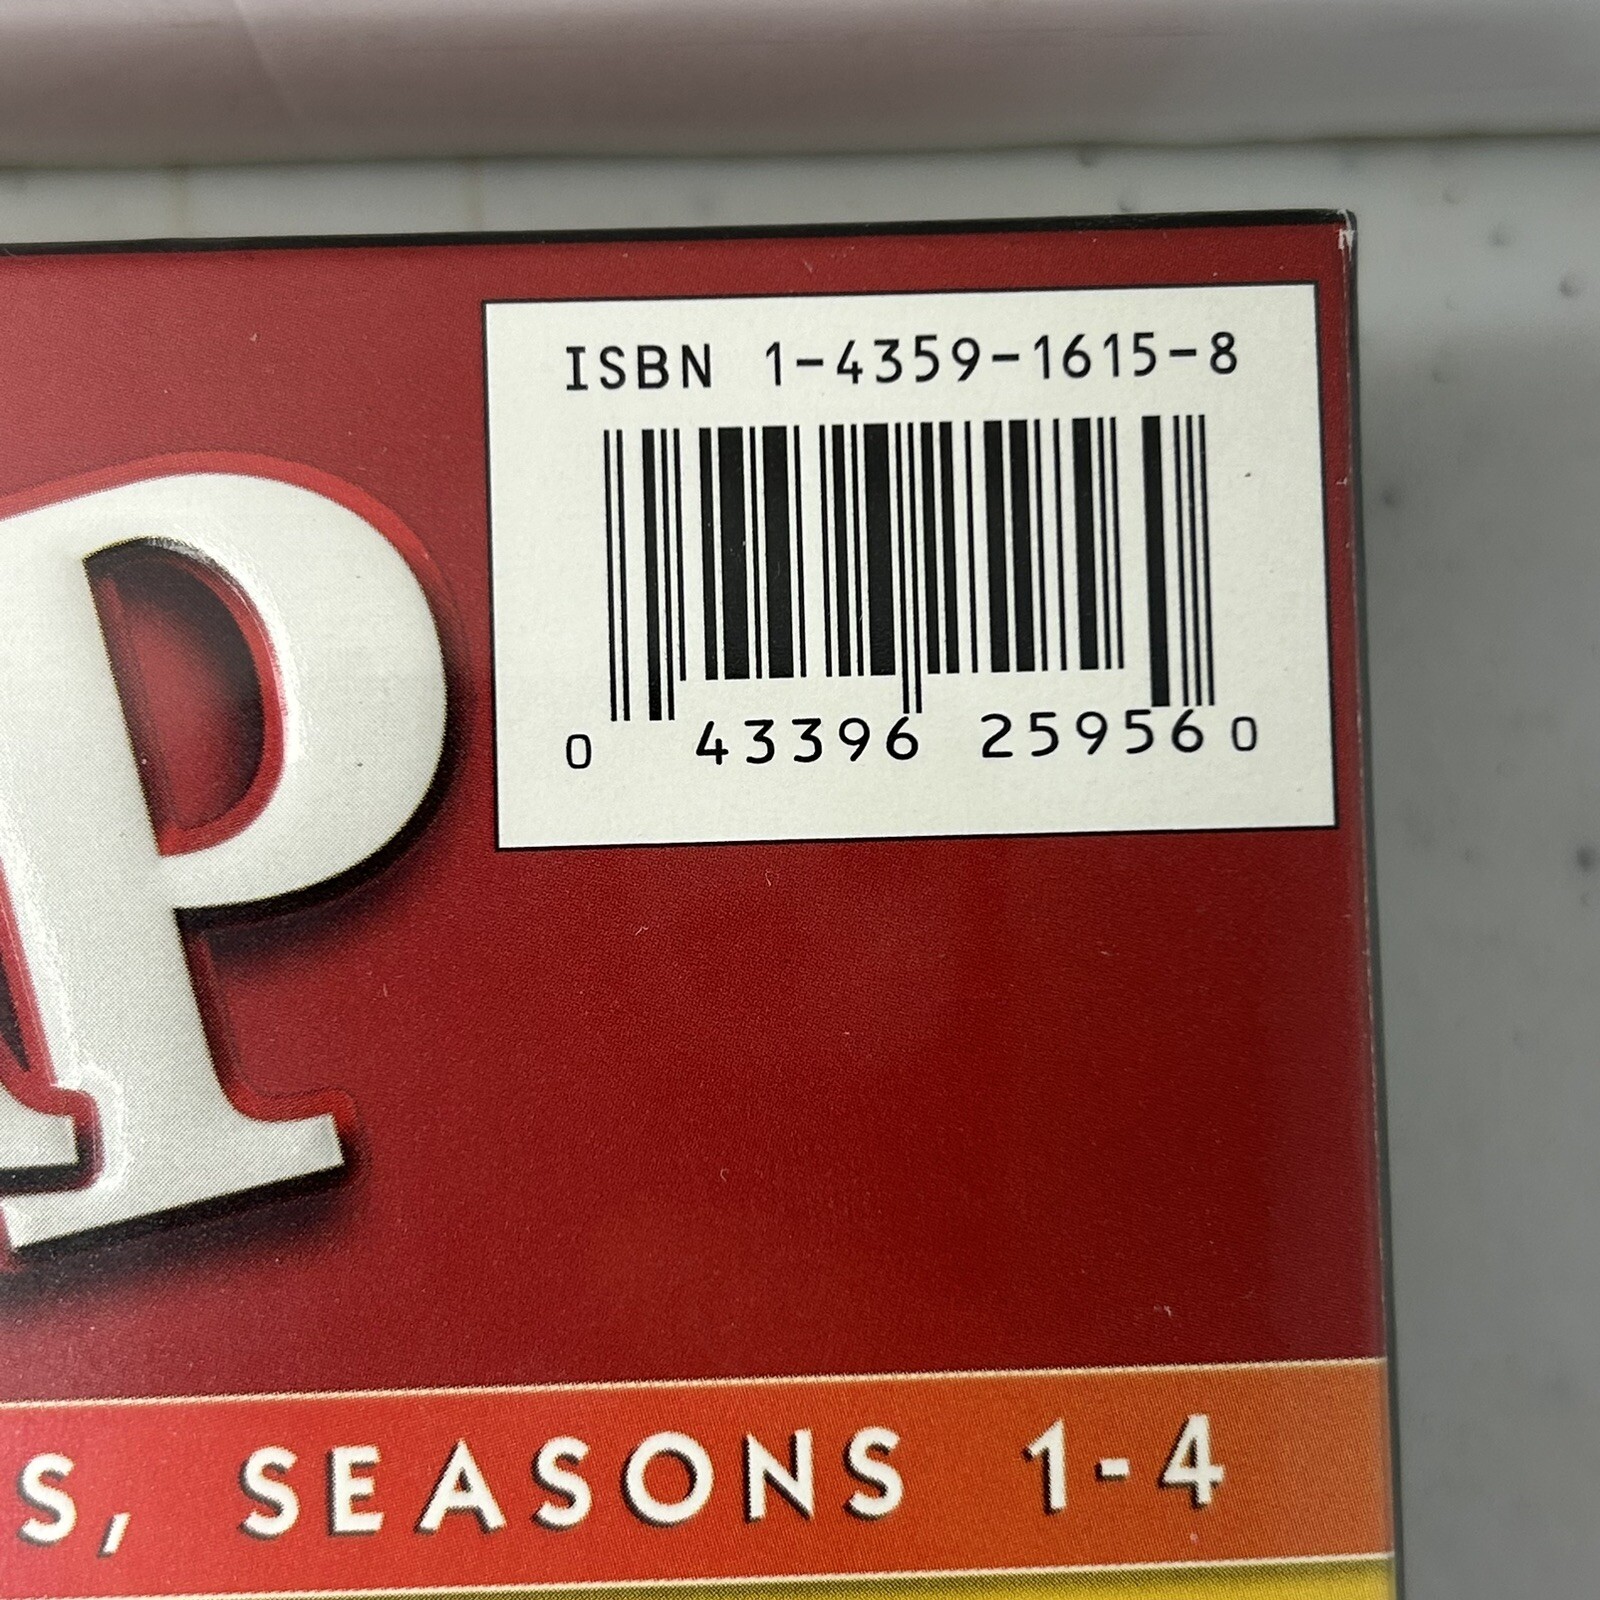 ISBN 1-4359-1615-8
0 43396 25956 0
P
S, SEASONS 1-4